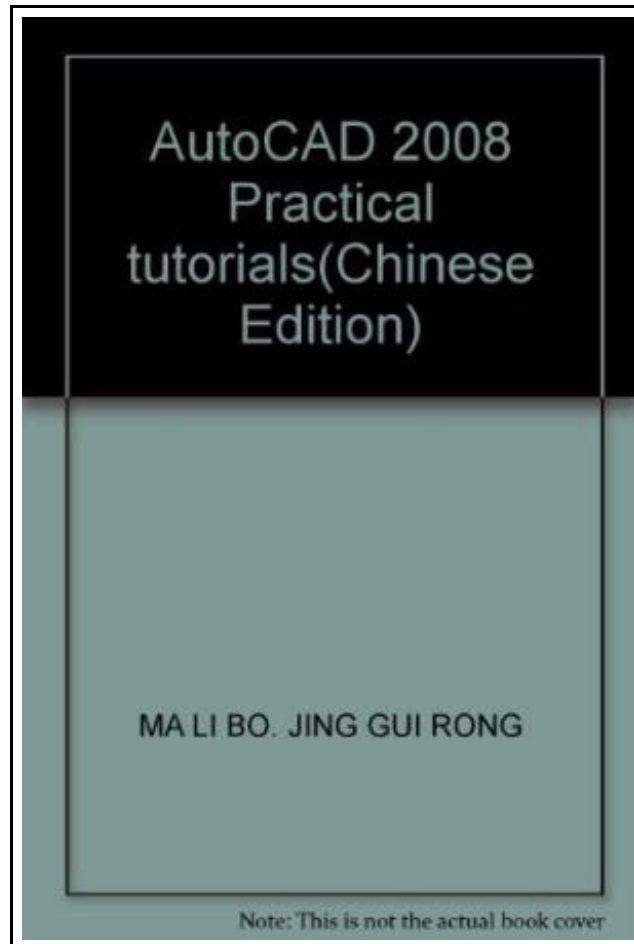 AutoCAD 2008
Practical
tutorials(Chinese
Edition)
MA LI BO. JING GUI RONG
Note: This is not the actual book cover